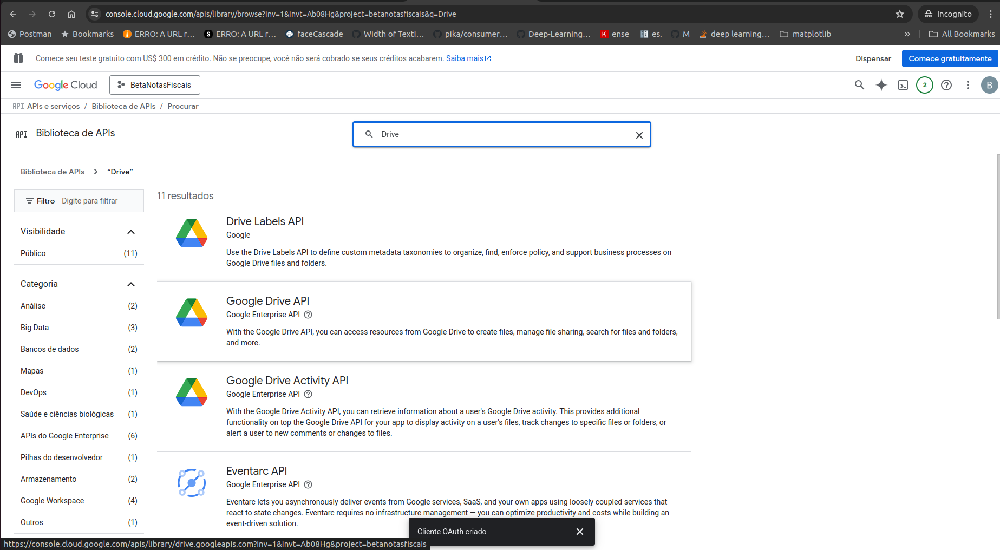 console.cloud.google.com/apis/library/browse?inv=1&invt=Ab08Hg&project=betanotasfiscais&q=Drive
Incognito
Postman
Bookmarks
ERRO: A URL r...
ERRO: A URL r...
faceCascade
Width of TextI...
pika/consumer...
Deep-Learning...
K
ense
es.
M
deep learning...
matplotlib
»
All Bookmarks
Comece seu teste gratuito com US$ 300 em crédito. Não se preocupe, você não será cobrado se seus créditos acabarem. Saiba mais
Dispensar
Comece gratuitamente
Google Cloud
BetaNotasFiscais
2
B
API APIs e serviços / Biblioteca de APIs / Procurar
API Biblioteca de APIs
Drive
Biblioteca de APIs > “Drive”
Filtro Digite para filtrar
11 resultados
Visibilidade
Público (11)
Categoria
Análise (2)
Big Data (3)
Bancos de dados (2)
Mapas (1)
DevOps (1)
Saúde e ciências biológicas (1)
APIs do Google Enterprise (6)
Pilhas do desenvolvedor (1)
Armazenamento (2)
Google Workspace (4)
Outros (1)
Drive Labels API
Google
Use the Drive Labels API to define custom metadata taxonomies to organize, find, enforce policy, and support business processes on
Google Drive files and folders.
Google Drive API
Google Enterprise API
With the Google Drive API, you can access resources from Google Drive to create files, manage file sharing, search for files and folders,
and more.
Google Drive Activity API
Google Enterprise API
With the Google Drive Activity API, you can retrieve information about a user's Google Drive activity. This provides additional
functionality on top the Google Drive API for your app to display activity on a user's files, track changes to specific files or folders, or
alert a user to new comments or changes to files.
Eventarc API
Google Enterprise API
Eventarc lets you asynchronously deliver events from Google services, SaaS, and your own apps using loosely coupled services that
react to state changes. Eventarc requires no infrastructure management — you can optimize productivity and costs while building an
event-driven solution.
Cliente OAuth criado
https://console.cloud.google.com/apis/library/drive.googleapis.com?inv=1&invt=Ab08Hg&project=betanotasfiscais